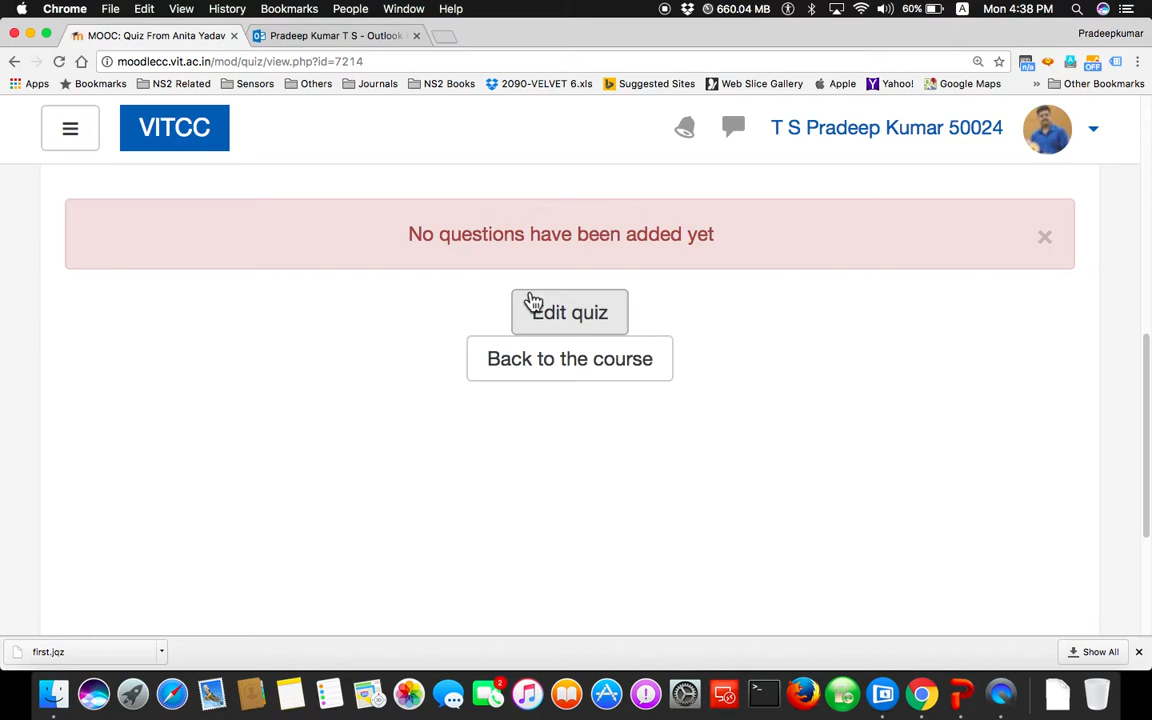 Chrome File Edit View History Bookmarks People Window Help 660.04 MB 60% A Mon 4:38 PM
MOOC: Quiz From Anita Yadav × Pradeep Kumar T S - Outlook × Pradeepkumar
moodlecc.vit.ac.in/mod/quiz/view.php?id=7214
Apps Bookmarks NS2 Related Sensors Others Journals NS2 Books 2090-VELVET 6.xls Suggested Sites Web Slice Gallery Apple Yahoo! Google Maps » Other Bookmarks
VITCC T S Pradeep Kumar 50024
No questions have been added yet ×
Edit quiz
Back to the course
first.jqz Show All
2